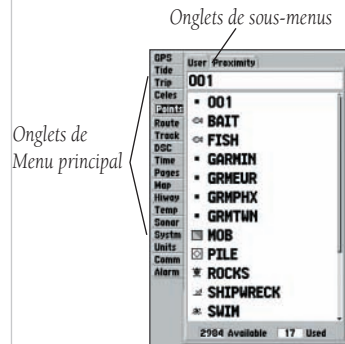 Onglets de sous-menus
Onglets de
Menu principal
GPS
Tide
Trip
Celes
Points
Route
Track
DSC
Time
Pages
Map
Hiway
Temp
Sonar
Systm
Units
Comm
Alarm
User Proximity
001
001
BAIT
FISH
GARMIN
GRMEUR
GRMPHX
GRMTWN
MOB
PILE
ROCKS
SHIPWRECK
SWIM
2984 Available 17 Used